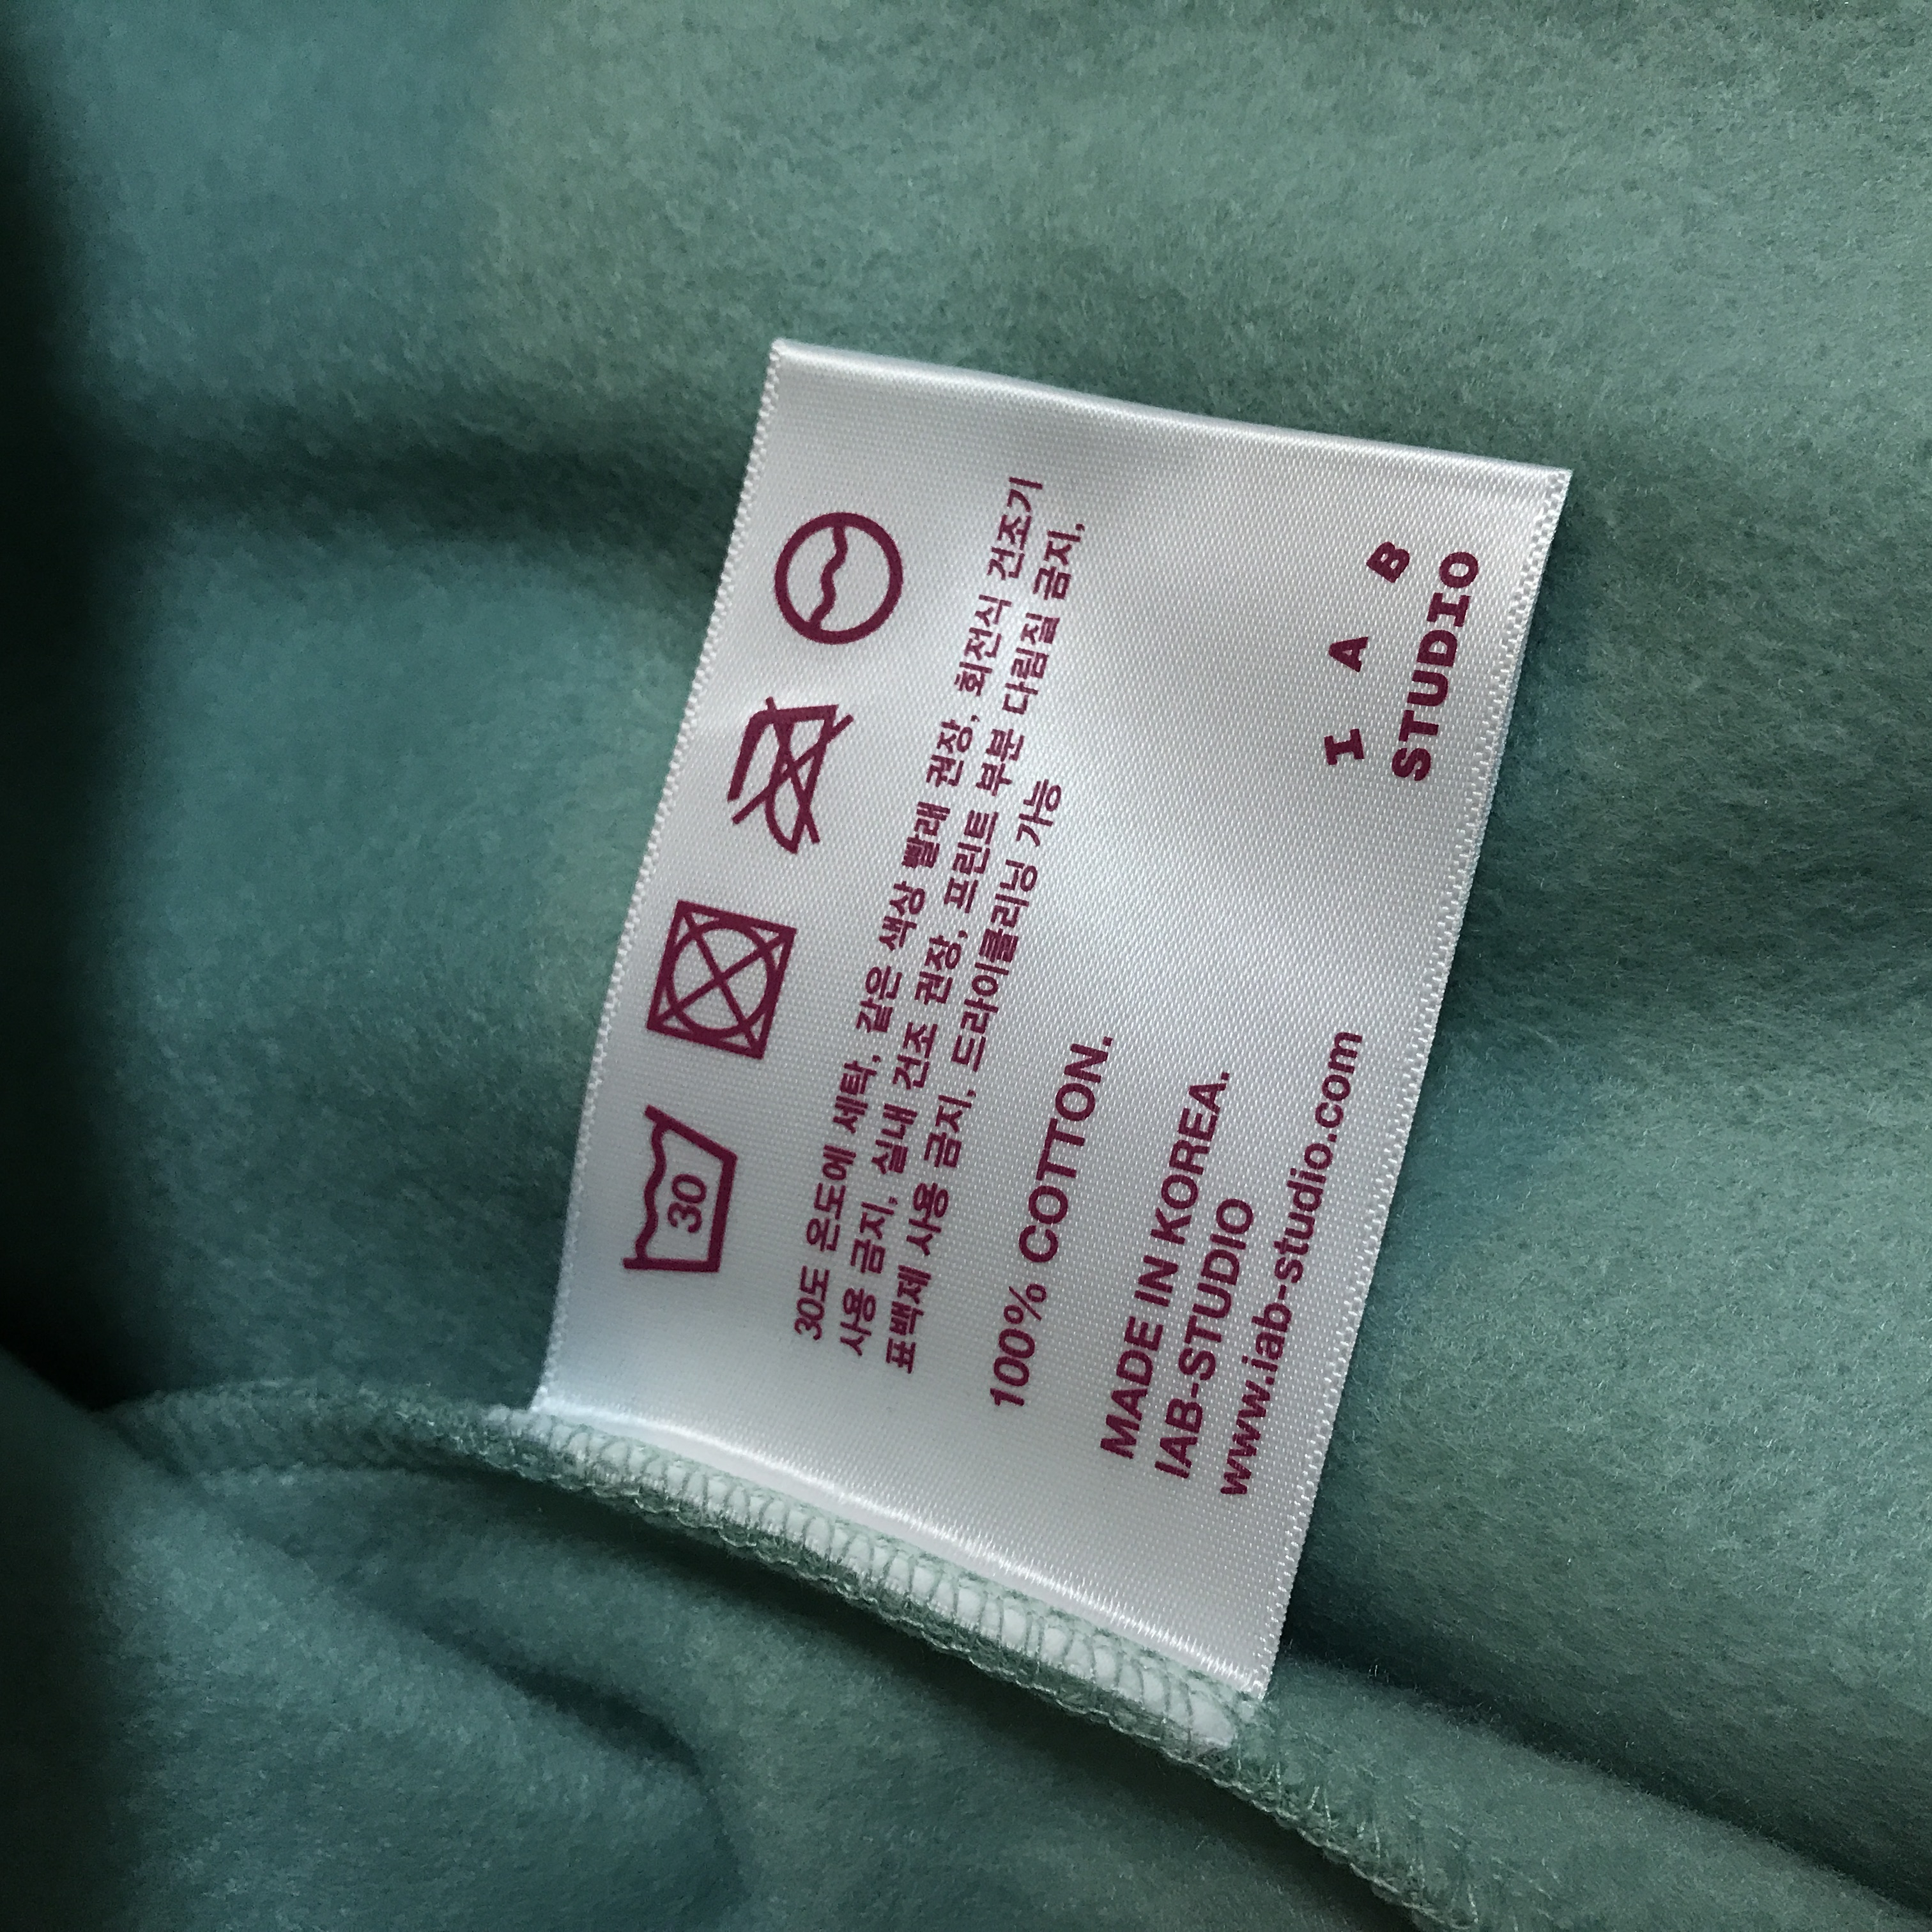 30
30도 온도에 세탁, 같은 색상 빨래 권장, 회전식 건조기
사용 금지, 실내 건조 권장, 프린트 부분 다림질 금지,
표백제 사용 금지, 드라이클리닝 가능
100% COTTON.
MADE IN KOREA.
IAB-STUDIO
www.iab-studio.com
I A B
STUDIO